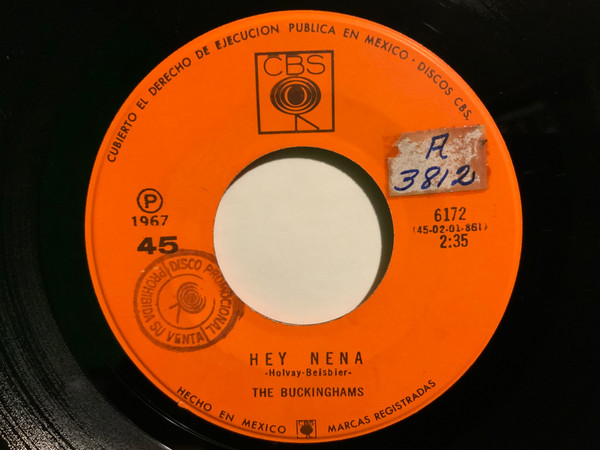 CUBIERTO EL DERECHO DE EJECUCION PUBLICA EN MEXICO · DISCOS CBS.
CBS
A
3812
P
1967
45
6172
(45-02-01-861)
2:35
DISCO PROMOCIONAL
PROHIBIDA SU VENTA
HEY NENA
-Holvay-Beisbier-
THE BUCKINGHAMS
HECHO EN MEXICO CBS MARCAS REGISTRADAS